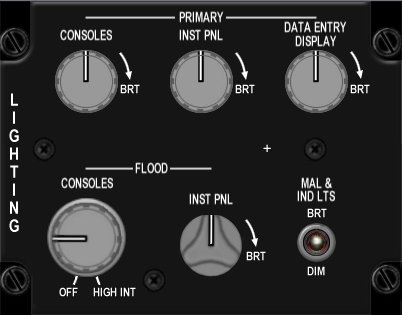 PRIMARY
CONSOLES
INST PNL
DATA ENTRY
DISPLAY
BRT
BRT
BRT
LIGHTING
FLOOD
CONSOLES
INST PNL
MAL &
IND LTS
BRT
BRT
OFF
HIGH INT
DIM